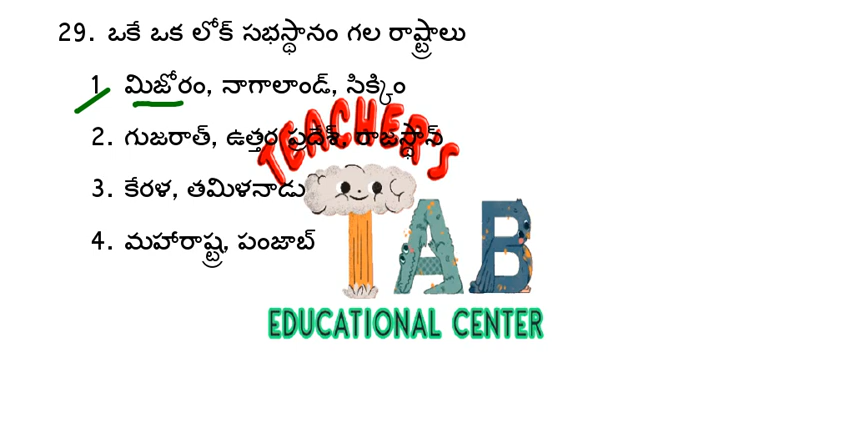 29. ఒకే ఒక లోక్ సభస్థానం గల రాష్ట్రాలు
1. మిజోరం, నాగాలాండ్, సిక్కిం
TEACHER'S
2. గుజరాత్, ఉత్తర ప్రదేశ్, రాజస్థాన్
3. కేరళ, తమిళనాడు
TAB
4. మహారాష్ట్ర, పంజాబ్
EDUCATIONAL CENTER